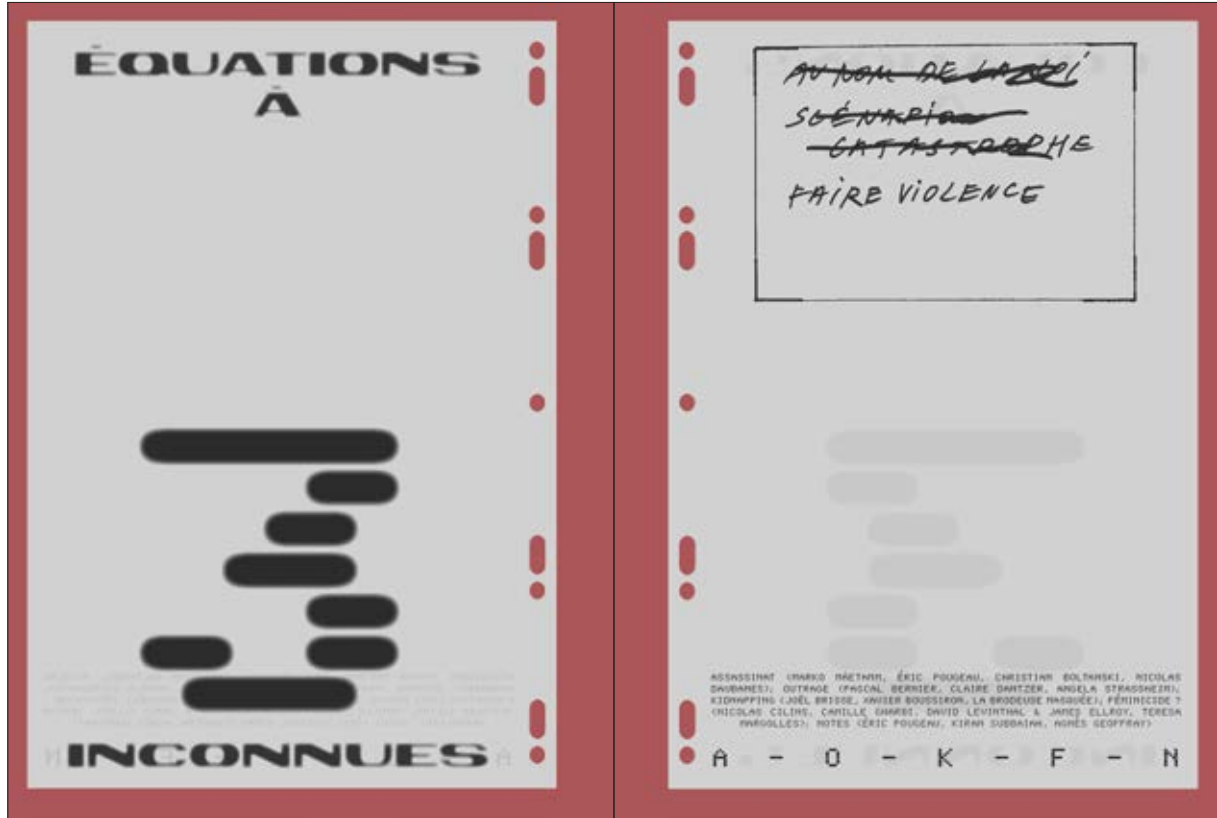 ÉQUATIONS
À
3
INCONNUES
AU NOM DE LA LOI
SCÉNARIO
CATASTROPHE
FAIRE VIOLENCE
ASSASSINAT (MARKO MÄETAMM, ÉRIC POUGEAU, CHRISTIAN BOLTANSKI, NICOLAS
DAUBANES); OUTRAGE (PASCAL BERNIER, CLAIRE DANTZER, ANGELA STRASSHEIM);
KIDNAPPING (JOËL BRISSE, XAVIER BOUSSIRON, LA BRODEUSE MASQUÉE); FÉMINICIDE ?
(NICOLAS CILINS, CAMILLE GHARBI, DAVID LEVINTHAL & JAMES ELLROY, TERESA
MARGOLLES); NOTES (ÉRIC POUGEAU, KIRAN SUBBAIAH, AGNÈS GEOFFRAY)
A - O - K - F - N